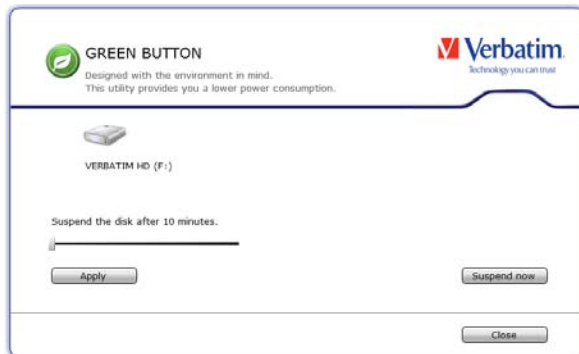 GREEN BUTTON
Designed with the environment in mind.
This utility provides you a lower power consumption.
Verbatim.
Technology you can trust
VERBATIM HD (F:)
Suspend the disk after 10 minutes.
Apply
Suspend now
Close